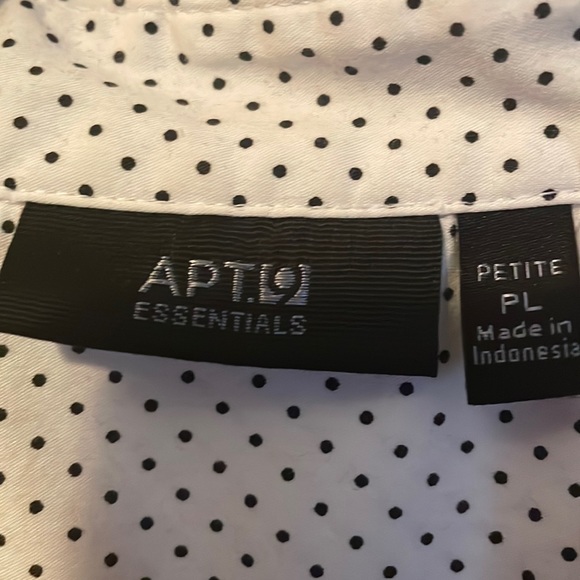 APT.9
ESSENTIALS
PETITE
PL
Made in
Indonesia